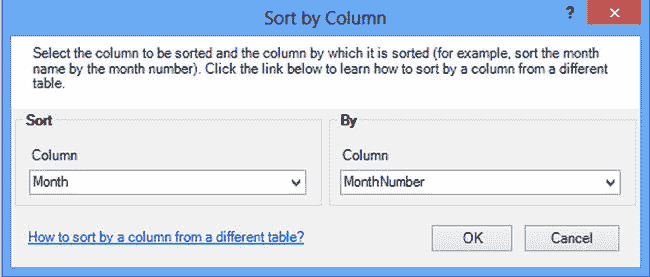 Sort by Column
?
Select the column to be sorted and the column by which it is sorted (for example, sort the month
name by the month number). Click the link below to learn how to sort by a column from a different
table.
Sort
By
Column
Column
Month
MonthNumber
How to sort by a column from a different table?
OK
Cancel